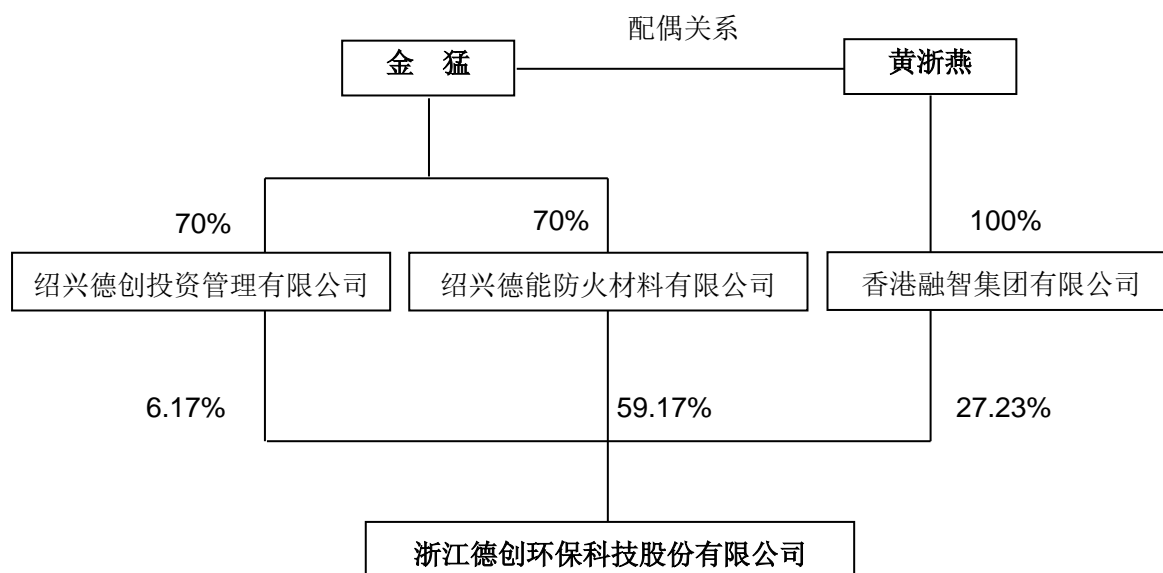 配偶关系
金 猛
黄浙燕
70%
70%
100%
绍兴德创投资管理有限公司
绍兴德能防火材料有限公司
香港融智集团有限公司
6.17%
59.17%
27.23%
浙江德创环保科技股份有限公司